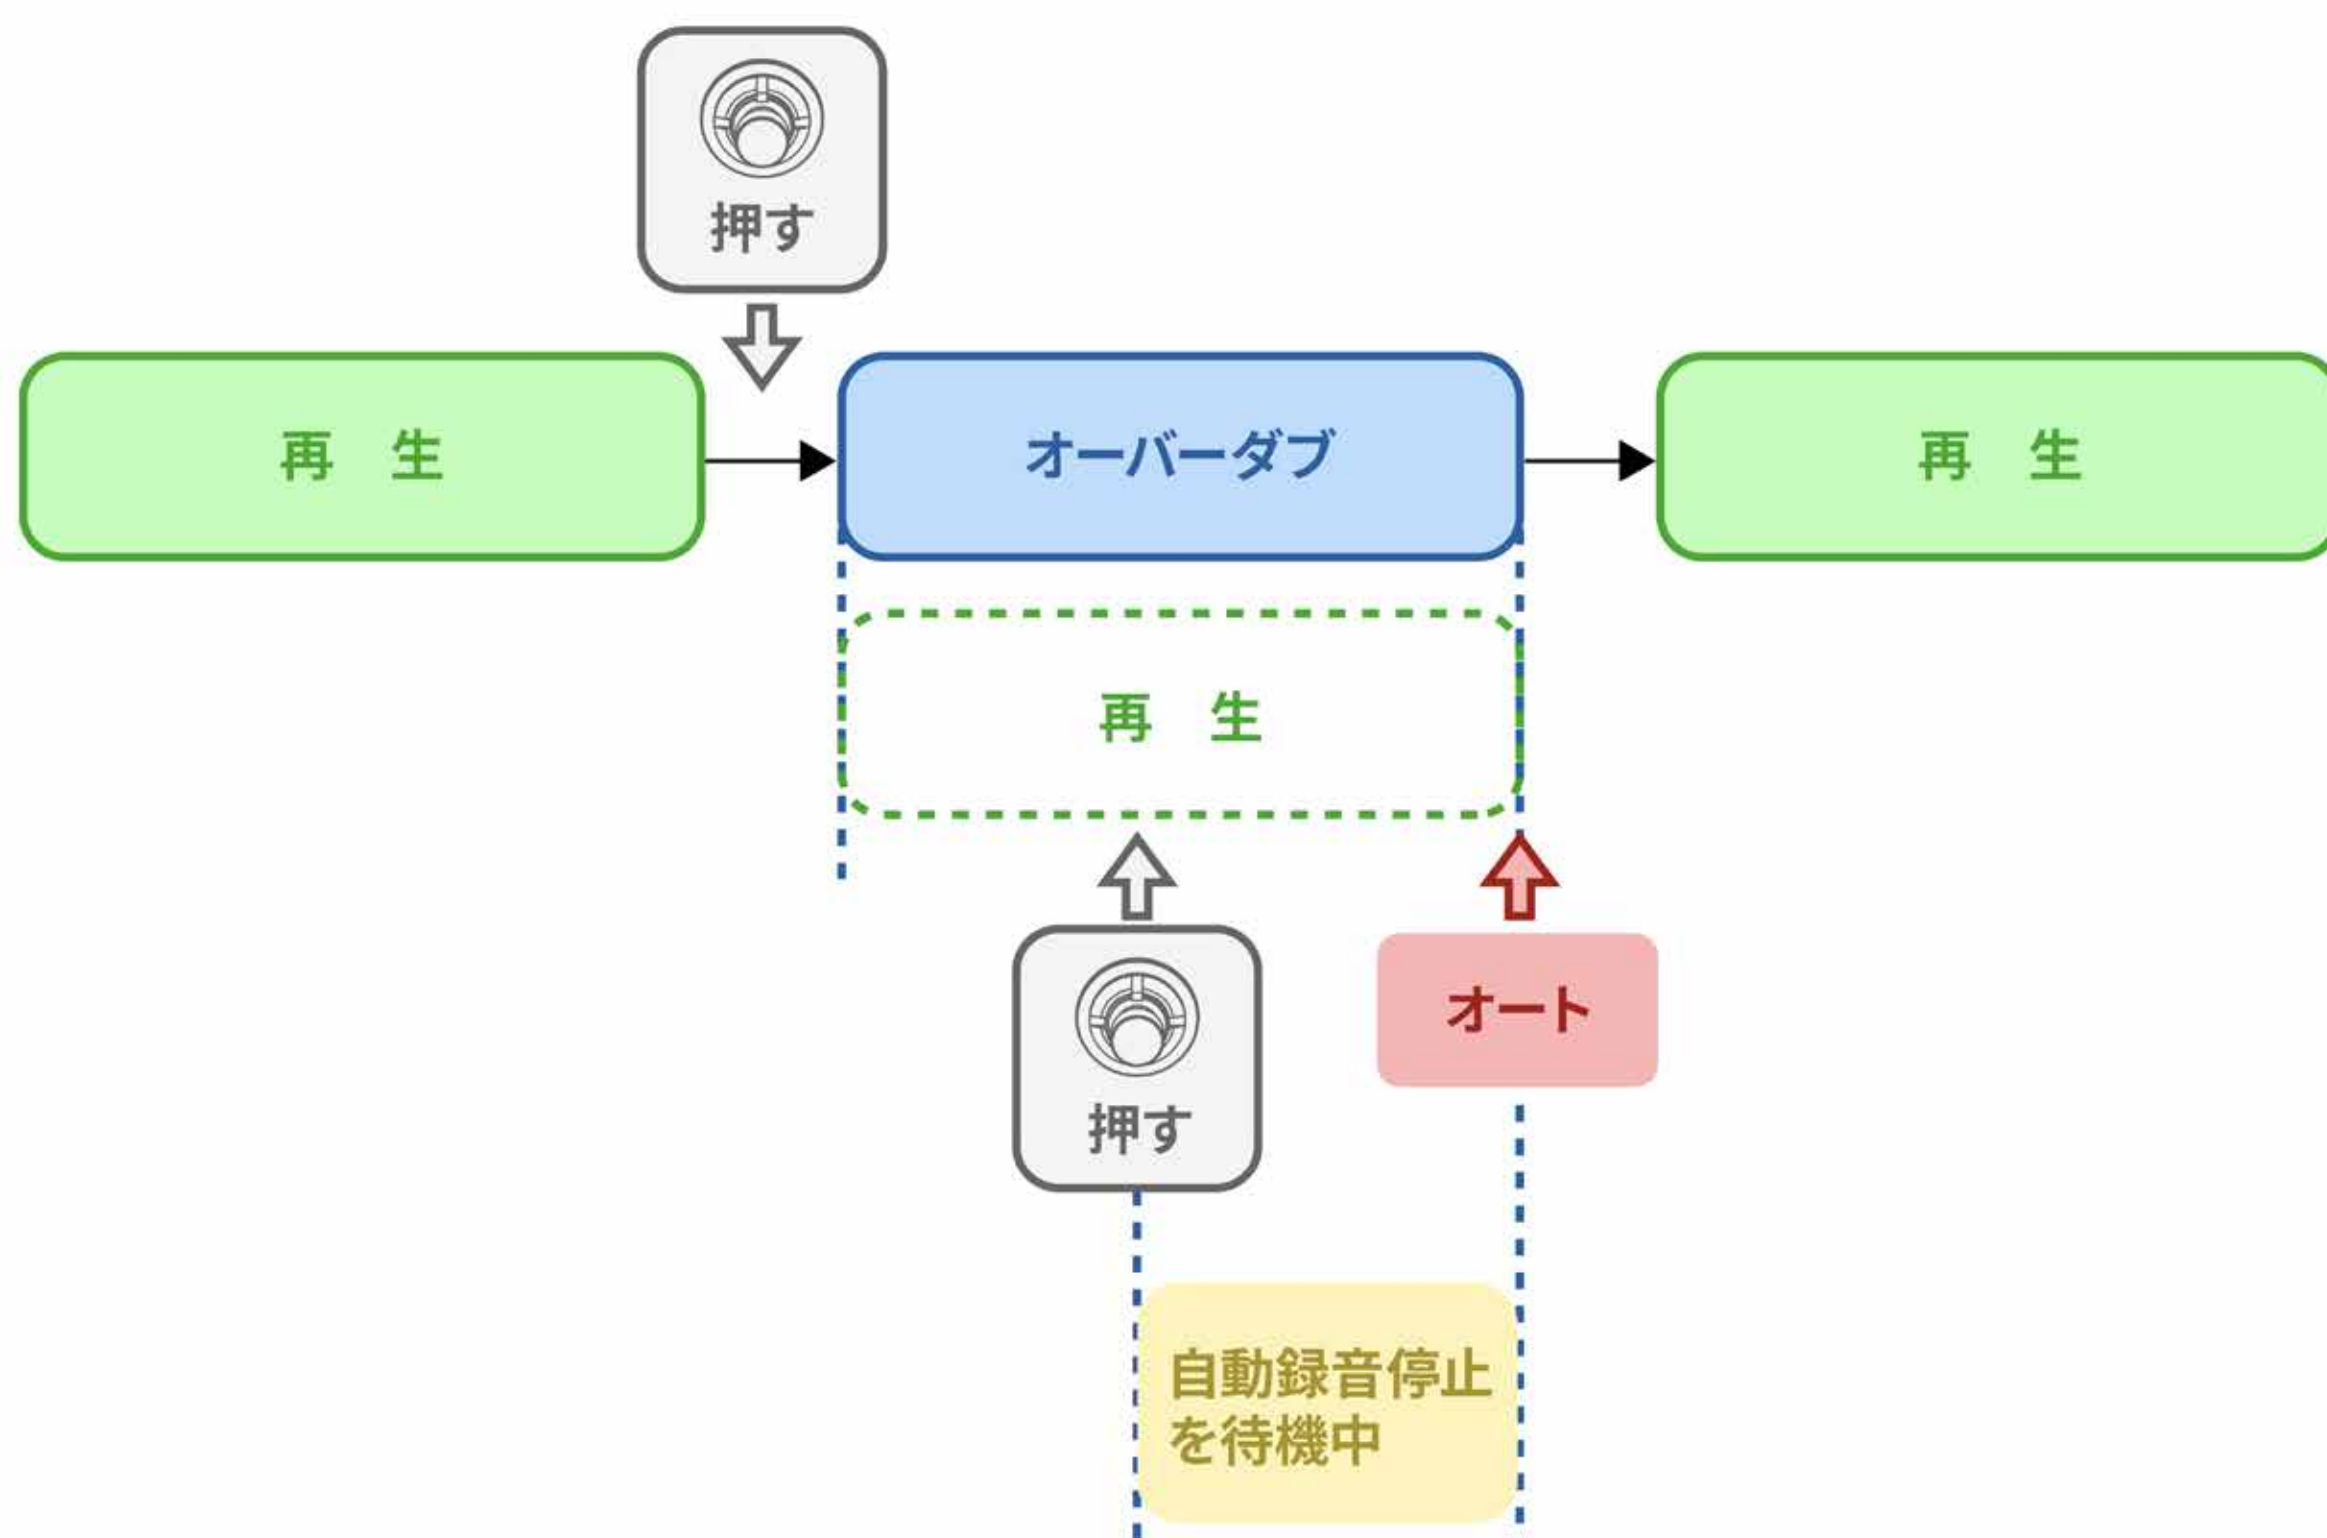 押す
再　生
オーバーダブ
再　生
再　生
押す
オート
自動録音停止
を待機中